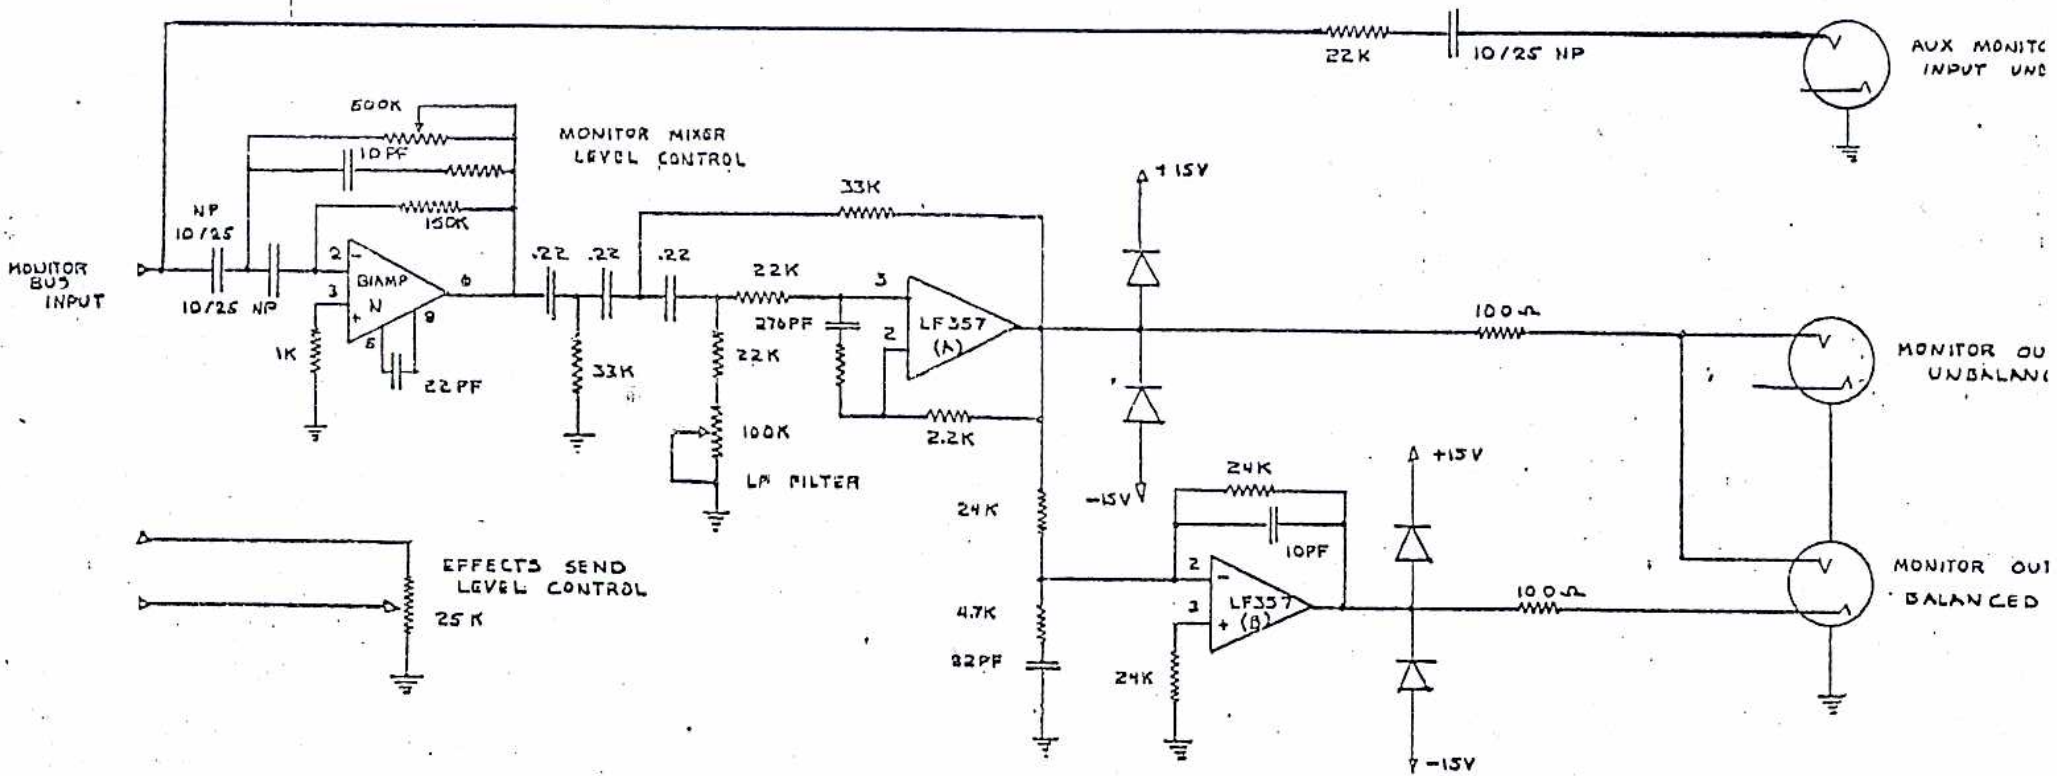 22K
10/25 NP
AUX MONITO
INPUT UNB
500K
10PF
150K
MONITOR MIXER
LEVEL CONTROL
NP
10/25
10/25 NP
MONITOR
BUS
INPUT
2
-
BIAMP
N
3
+
6
8
5
22PF
1K
.22
.22
.22
33K
33K
22K
270PF
22K
100K
LP FILTER
3
2
LF357
(A)
2.2K
+15V
-15V
100Ω
MONITOR OU
UNBALANC
EFFECTS SEND
LEVEL CONTROL
25K
24K
4.7K
82PF
24K
10PF
2
-
3
+
LF357
(B)
24K
+15V
-15V
100Ω
MONITOR OUT
BALANCED